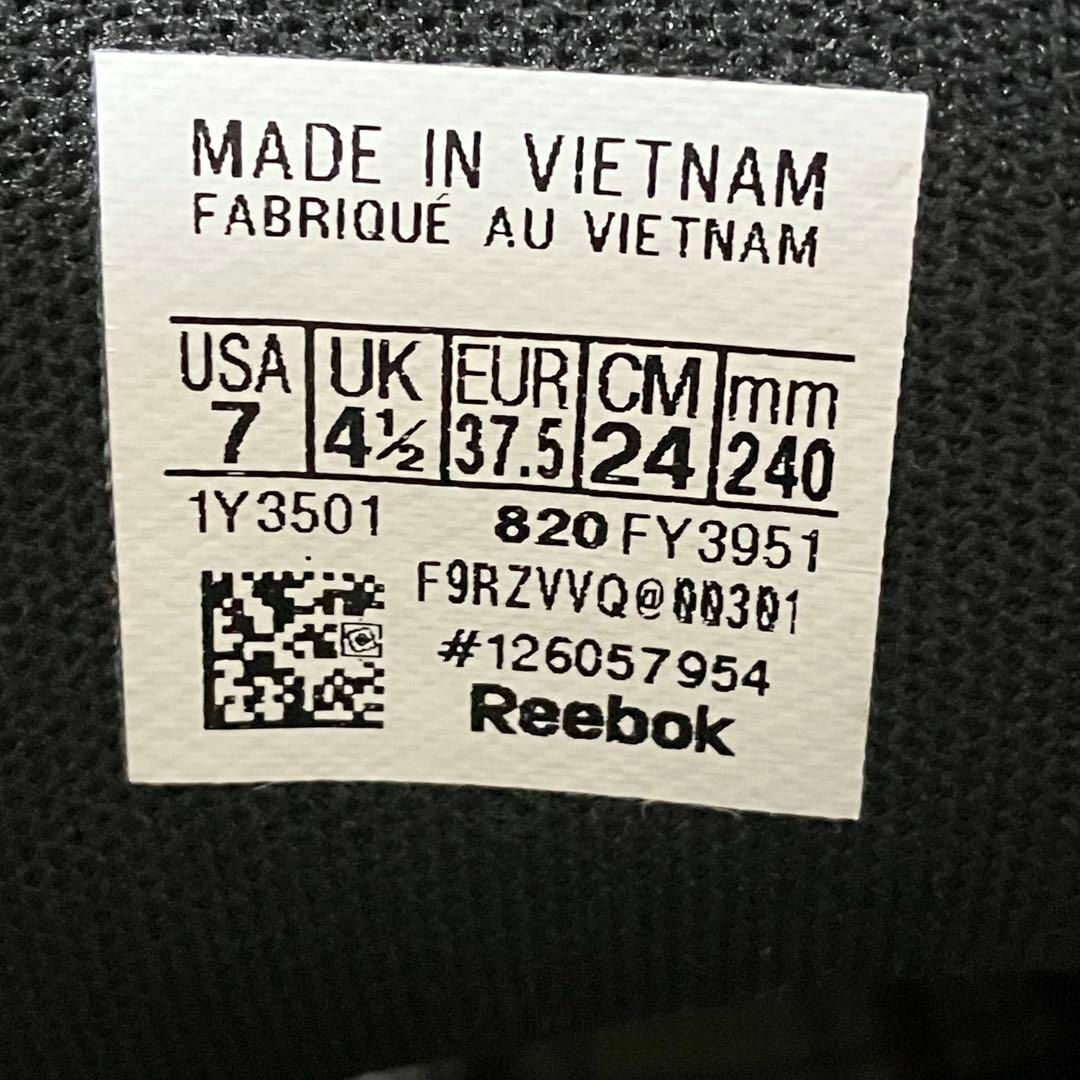 MADE IN VIETNAM
FABRIQUÉ AU VIETNAM
USA UK EUR CM mm
7 4½ 37.5 24 240
1Y3501 820 FY3951
F9RZVVQ@00301
#126057954
Reebok